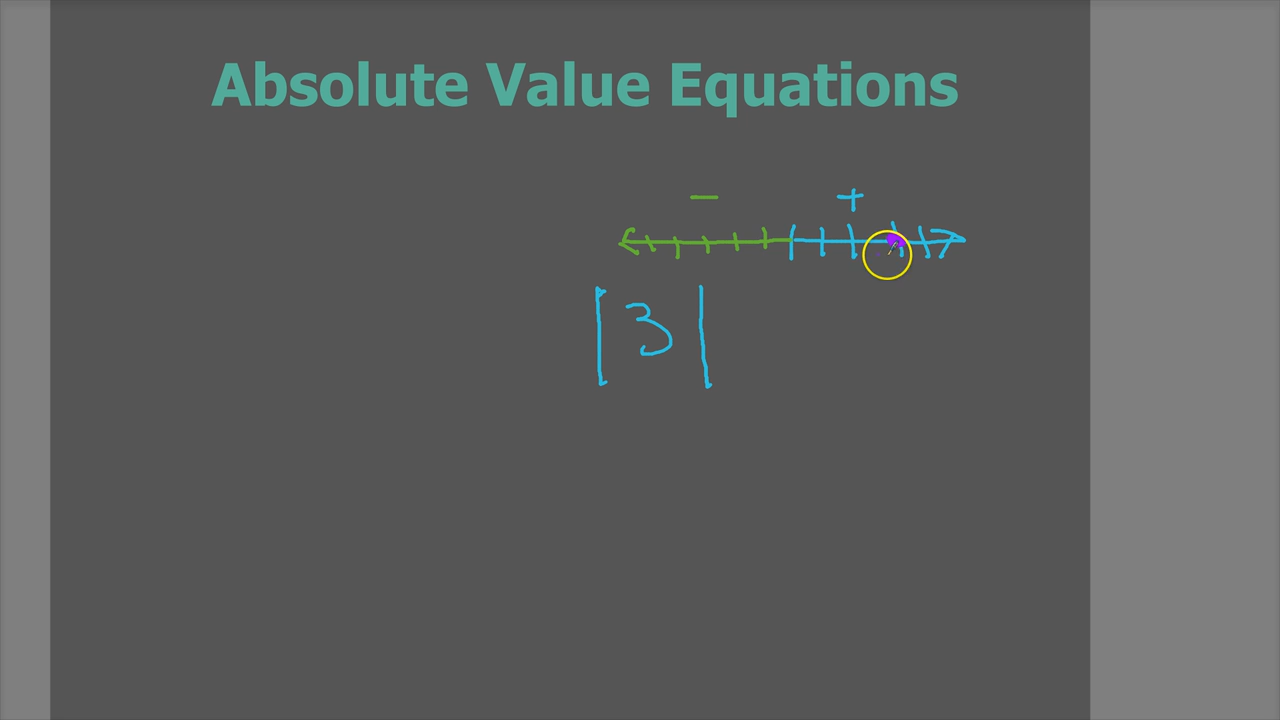 Absolute Value Equations
− +
|3|